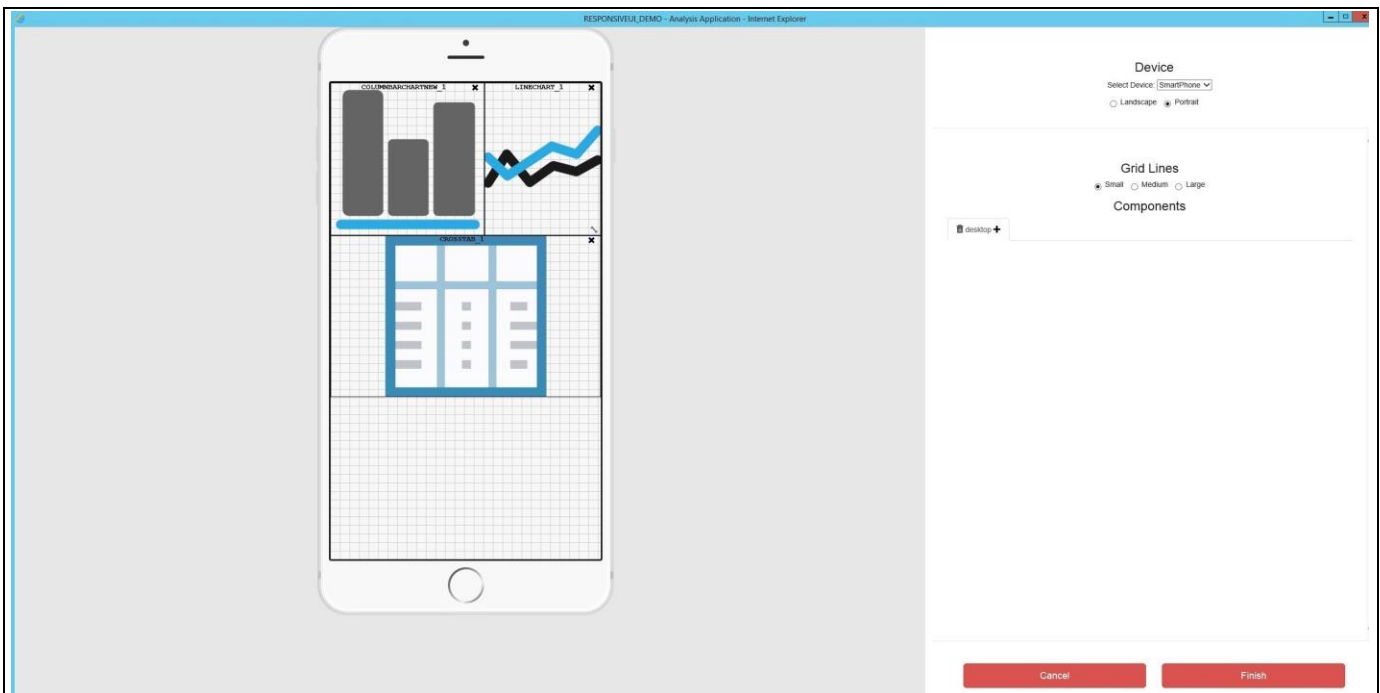 RESPONSIVEUI_DEMO - Analysis Application - Internet Explorer
COLUMNBARCHARTNEW_1
LINECHART_1
CROSSTAB_1
Device
Select Device: SmartPhone
Landscape Portrait
Grid Lines
Small Medium Large
Components
desktop
Cancel
Finish